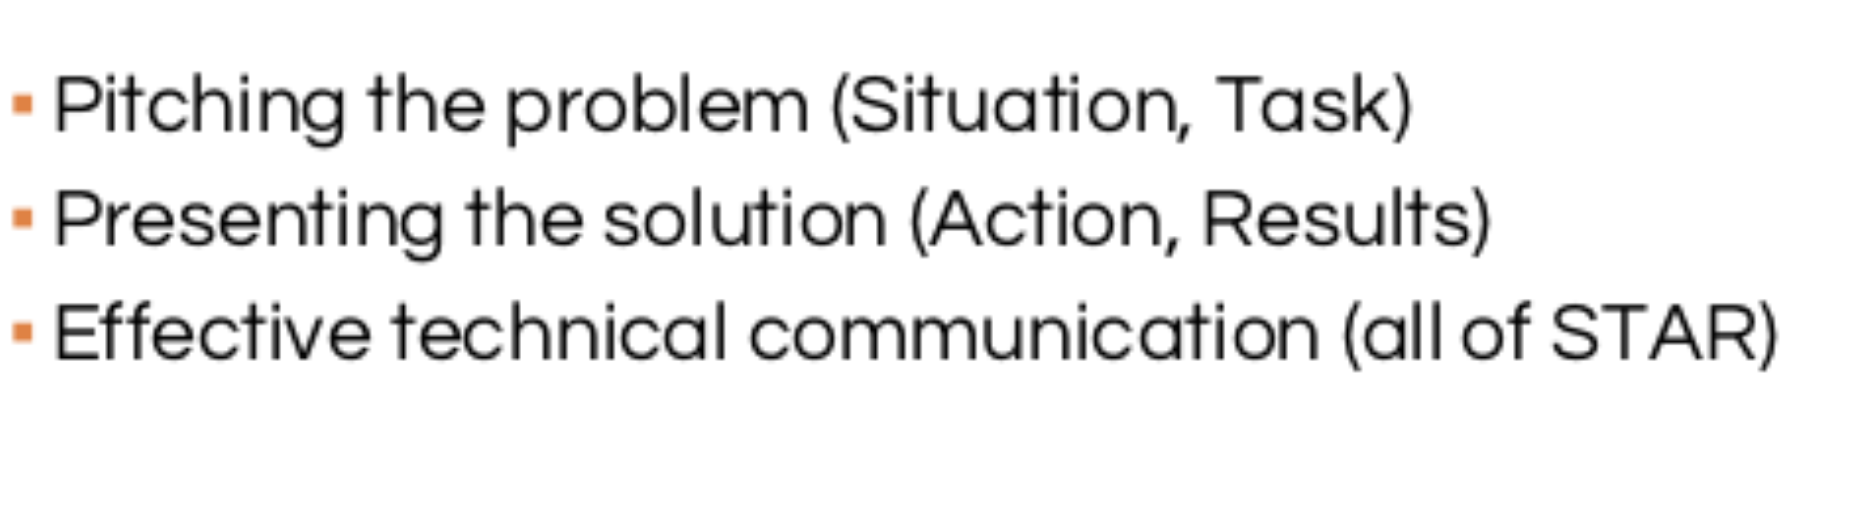 ▪ Pitching the problem (Situation, Task)
▪ Presenting the solution (Action, Results)
▪ Effective technical communication (all of STAR)